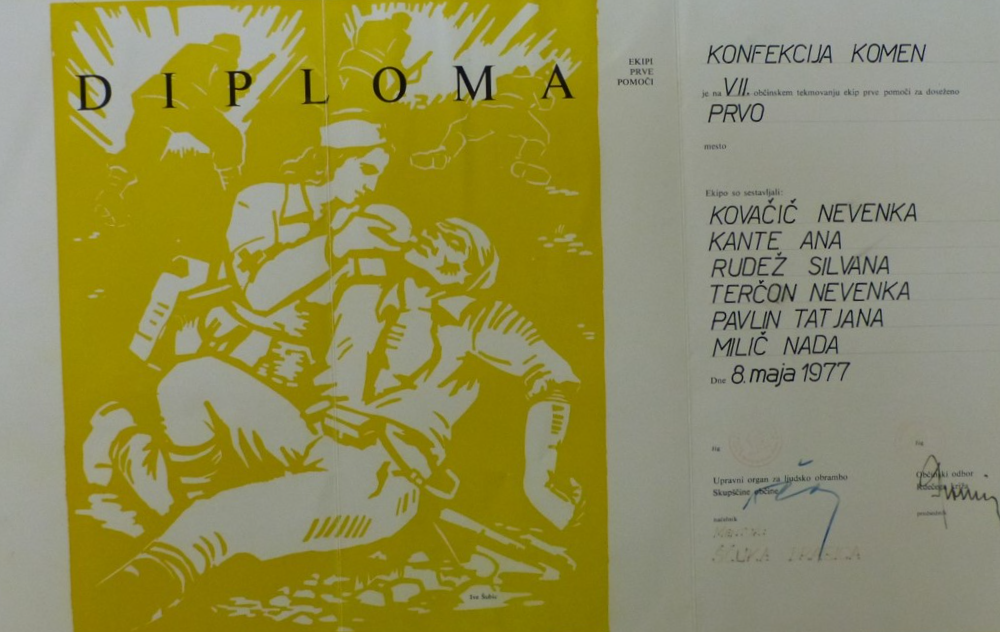 DIPLOMA
EKIPI
PRVE
POMOČI
KONFEKCIJA KOMEN
je na VII. občinskem tekmovanju ekip prve pomoči za doseženo
PRVO
mesto
Ekipo so sestavljali:
KOVAČIČ NEVENKA
KANTE ANA
RUDEŽ SILVANA
TERČON NEVENKA
PAVLIN TATJANA
MILIČ NADA
Dne 8. maja 1977
Upravni organ za ljudsko obrambo
Skupščine občine
načelnik
Občinski odbor
Rdečega križa
predsednik
Ive Šubic